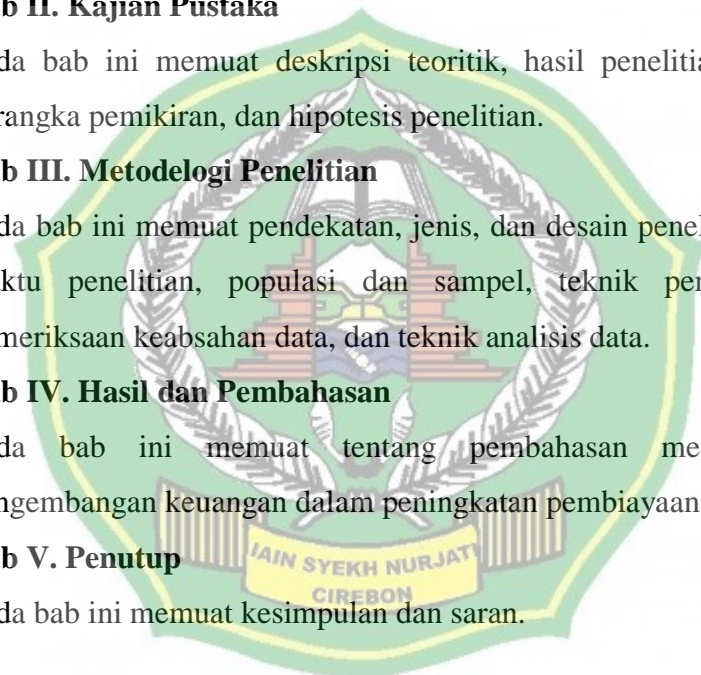 b II. Kajian Pustaka
da bab ini memuat deskripsi teoritik, hasil penelitia
rangka pemikiran, dan hipotesis penelitian.
b III. Metodelogi Penelitian
da bab ini memuat pendekatan, jenis, dan desain pene
ktu penelitian, populasi dan sampel, teknik pen
meriksaan keabsahan data, dan teknik analisis data.
b IV. Hasil dan Pembahasan
da bab ini memuat tentang pembahasan me
ngembangan keuangan dalam peningkatan pembiayaan
b V. Penutup
IAIN SYEKH NURJATI
CIREBON
da bab ini memuat kesimpulan dan saran.